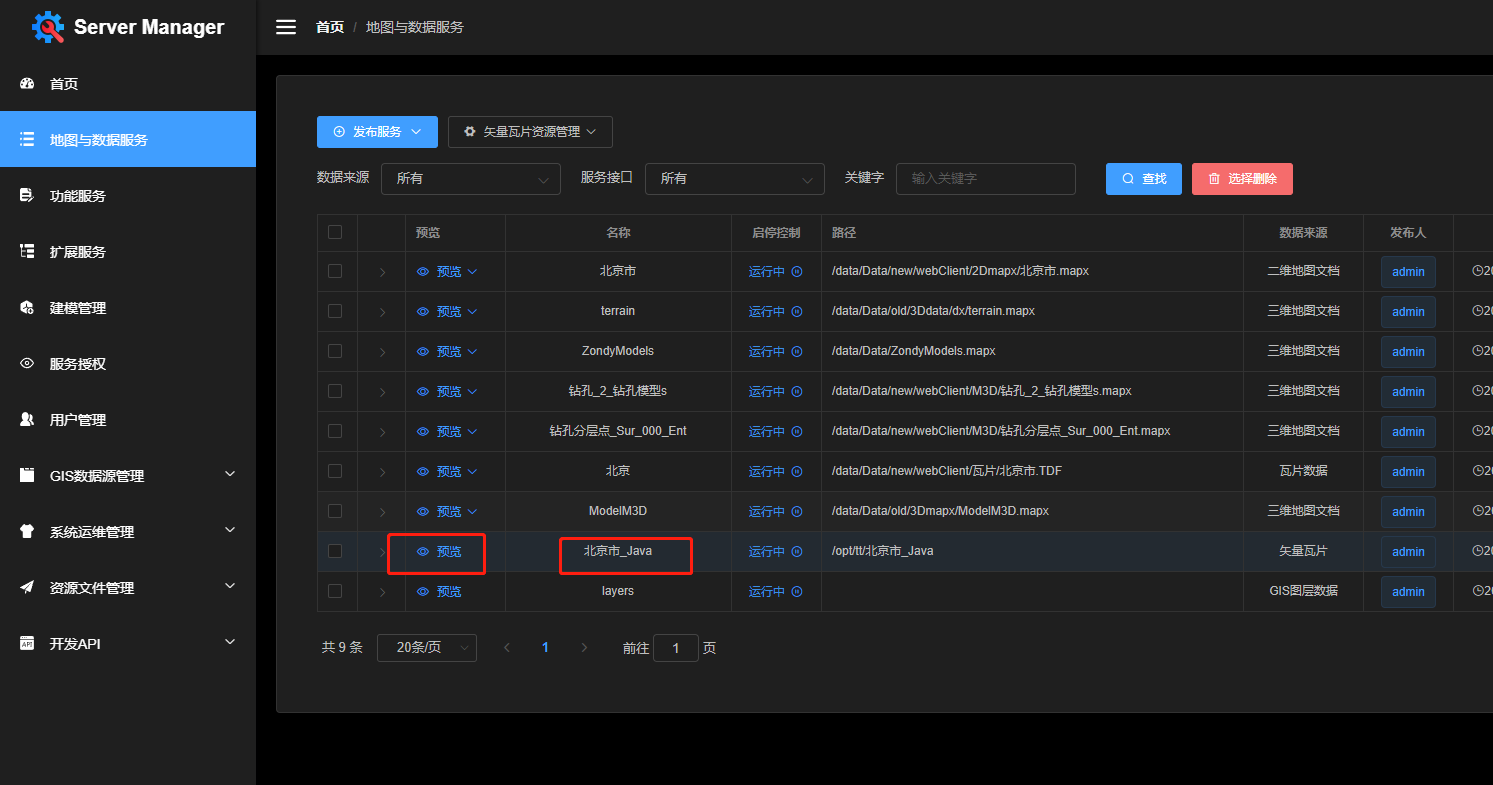 Server Manager
首页 / 地图与数据服务
首页
地图与数据服务
功能服务
扩展服务
建模管理
服务授权
用户管理
GIS数据源管理
系统运维管理
资源文件管理
API 开发API
发布服务 矢量瓦片资源管理
数据来源 所有 服务接口 所有 关键字 输入关键字 查找 选择删除
预览 名称 启停控制 路径 数据来源 发布人
预览 北京市 运行中 /data/Data/new/webClient/2Dmapx/北京市.mapx 二维地图文档 admin 20
预览 terrain 运行中 /data/Data/old/3Ddata/dx/terrain.mapx 三维地图文档 admin 20
预览 ZondyModels 运行中 /data/Data/ZondyModels.mapx 三维地图文档 admin 20
预览 钻孔_2_钻孔模型s 运行中 /data/Data/new/webClient/M3D/钻孔_2_钻孔模型s.mapx 三维地图文档 admin 20
预览 钻孔分层点_Sur_000_Ent 运行中 /data/Data/new/webClient/M3D/钻孔分层点_Sur_000_Ent.mapx 三维地图文档 admin 20
预览 北京 运行中 /data/Data/new/webClient/瓦片/北京市.TDF 瓦片数据 admin 20
预览 ModelM3D 运行中 /data/Data/old/3Dmapx/ModelM3D.mapx 三维地图文档 admin 20
预览 北京市_Java 运行中 /opt/tt/北京市_Java 矢量瓦片 admin 20
预览 layers 运行中 GIS图层数据 admin 20
共 9 条 20条/页 1 前往 1 页